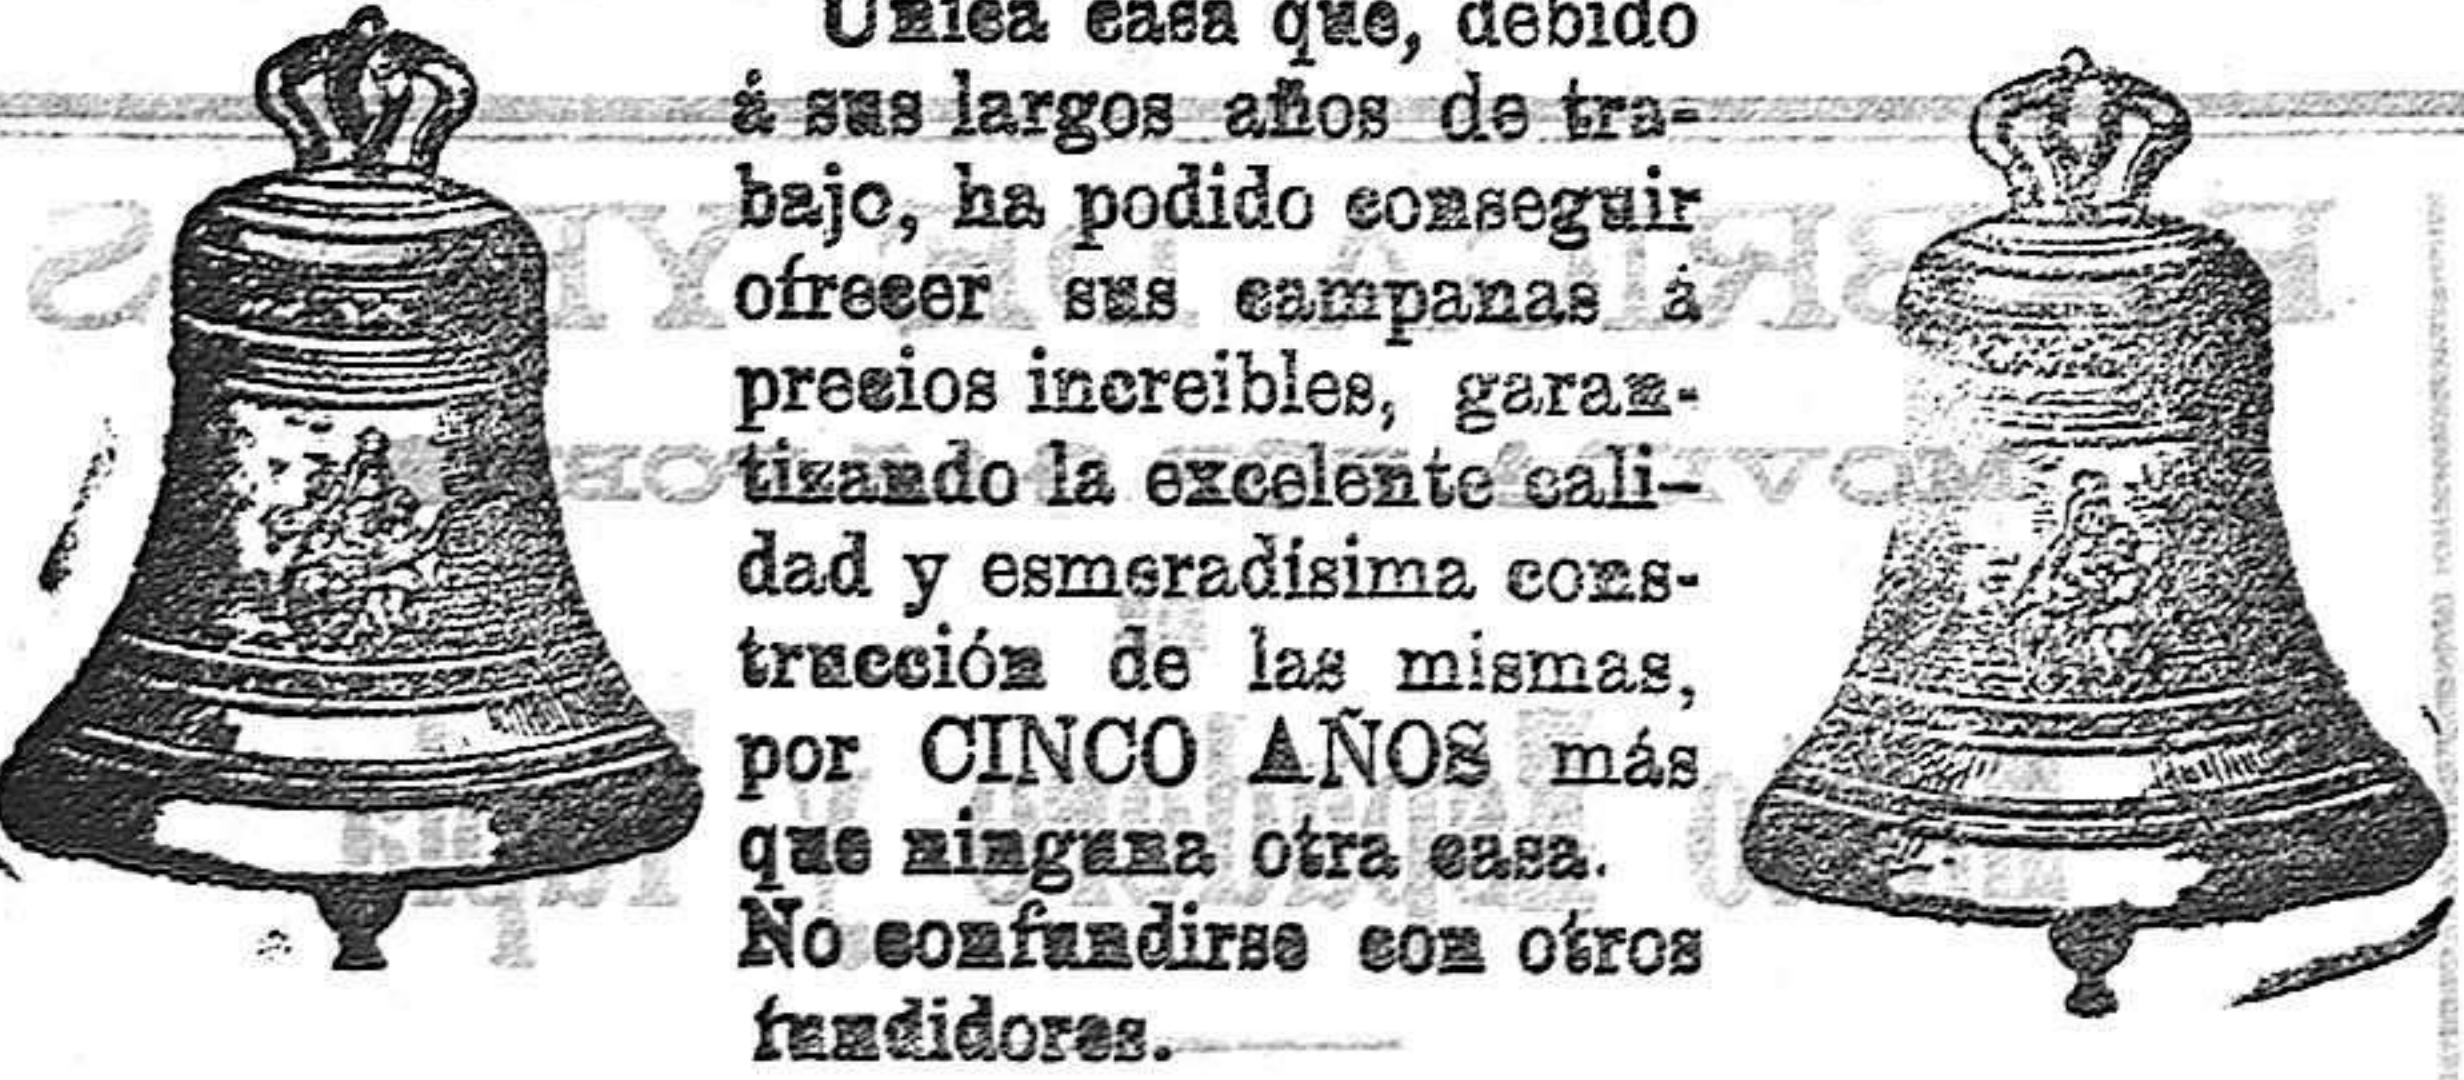 Unica casa que, debido
á sus largos años de tra-
bajo, ha podido conseguir
ofrecer sus campanas á
precios increibles, garan-
tizando la excelente cali-
dad y esmeradísima cons-
trucción de las mismas,
por CINCO AÑOS más
que ninguna otra casa.
No confundirse con otros
fundidores.